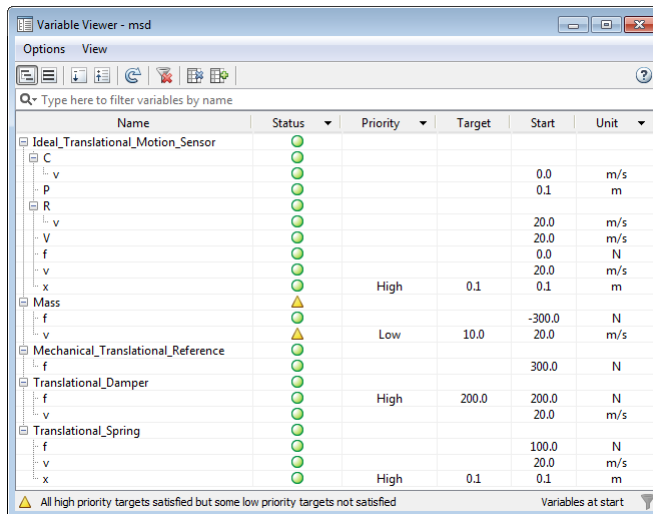 Variable Viewer - msd
Options View
Type here to filter variables by name
Name Status Priority Target Start Unit
Ideal_Translational_Motion_Sensor
C
v 0.0 m/s
P 0.1 m
R
v 20.0 m/s
V 20.0 m/s
f 0.0 N
v 20.0 m/s
x High 0.1 0.1 m
Mass
f -300.0 N
v Low 10.0 20.0 m/s
Mechanical_Translational_Reference
f 300.0 N
Translational_Damper
f High 200.0 200.0 N
v 20.0 m/s
Translational_Spring
f 100.0 N
v 20.0 m/s
x High 0.1 0.1 m
All high priority targets satisfied but some low priority targets not satisfied Variables at start